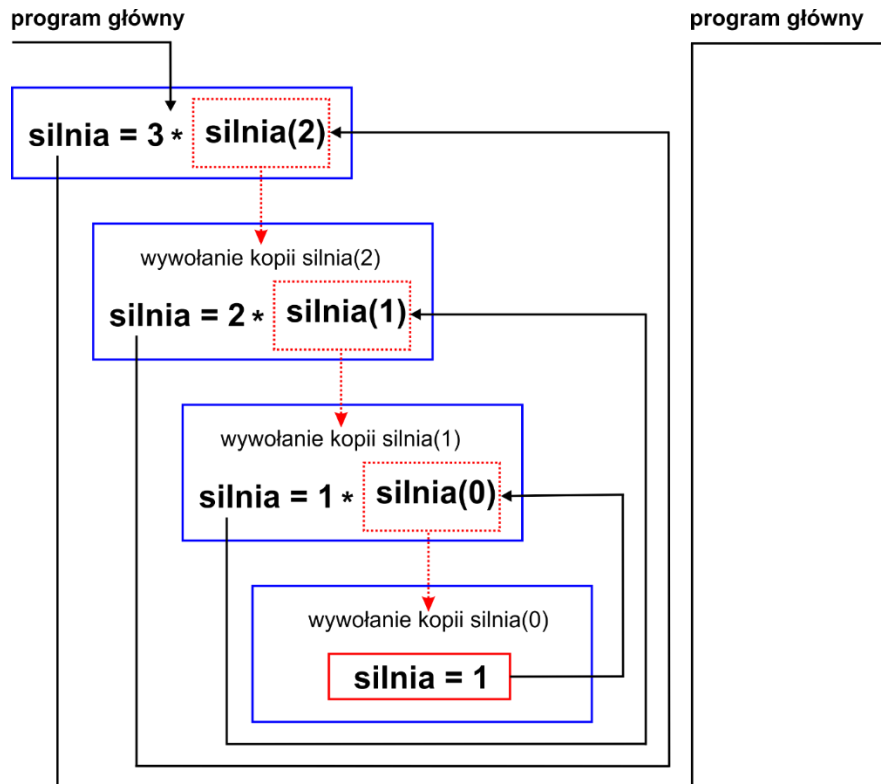 program główny
program główny
silnia = 3 * silnia(2)
wywołanie kopii silnia(2)
silnia = 2 * silnia(1)
wywołanie kopii silnia(1)
silnia = 1 * silnia(0)
wywołanie kopii silnia(0)
silnia = 1